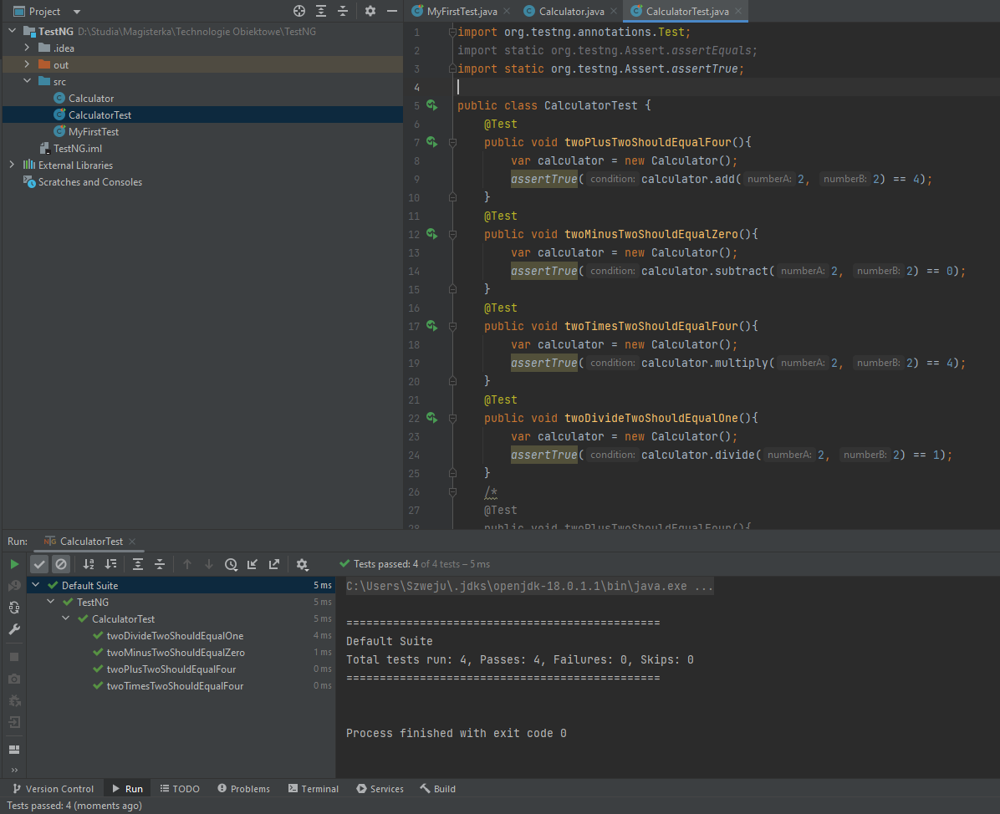 Project
TestNG D:\Studia\Magisterka\Technologie Obiektowe\TestNG
.idea
out
src
Calculator
CalculatorTest
MyFirstTest
TestNG.iml
External Libraries
Scratches and Consoles
MyFirstTest.java Calculator.java CalculatorTest.java
1 import org.testng.annotations.Test;
2 import static org.testng.Assert.assertEquals;
3 import static org.testng.Assert.assertTrue;
4
5 public class CalculatorTest {
6 @Test
7 public void twoPlusTwoShouldEqualFour(){
8 var calculator = new Calculator();
9 assertTrue( condition: calculator.add( numberA: 2, numberB: 2) == 4);
10 }
11 @Test
12 public void twoMinusTwoShouldEqualZero(){
13 var calculator = new Calculator();
14 assertTrue( condition: calculator.subtract( numberA: 2, numberB: 2) == 0);
15 }
16 @Test
17 public void twoTimesTwoShouldEqualFour(){
18 var calculator = new Calculator();
19 assertTrue( condition: calculator.multiply( numberA: 2, numberB: 2) == 4);
20 }
21 @Test
22 public void twoDivideTwoShouldEqualOne(){
23 var calculator = new Calculator();
24 assertTrue( condition: calculator.divide( numberA: 2, numberB: 2) == 1);
25 }
26 /*
27 @Test
28 public void twoPlusTwoShouldEqualFour(){
Run: CalculatorTest
Tests passed: 4 of 4 tests – 5 ms
Default Suite 5 ms
TestNG 5 ms
CalculatorTest 5 ms
twoDivideTwoShouldEqualOne 4 ms
twoMinusTwoShouldEqualZero 1 ms
twoPlusTwoShouldEqualFour 0 ms
twoTimesTwoShouldEqualFour 0 ms
C:\Users\Szweju\.jdks\openjdk-18.0.1.1\bin\java.exe ...
===============================================
Default Suite
Total tests run: 4, Passes: 4, Failures: 0, Skips: 0
===============================================
Process finished with exit code 0
Version Control Run TODO Problems Terminal Services Build
Tests passed: 4 (moments ago)